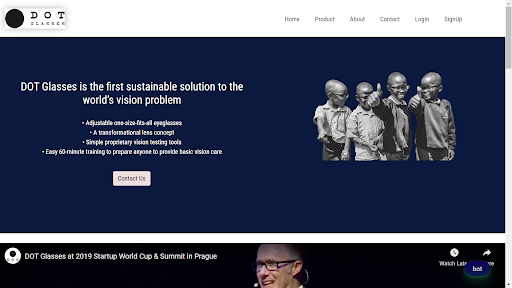 DOT
GLASSES
Home Product About Contact LogIn SignUp
DOT Glasses is the first sustainable solution to the
world's vision problem
• Adjustable one-size-fits-all eyeglasses
• A transformational lens concept
• Simple proprietary vision testing tools
• Easy 60-minute training to prepare anyone to provide basic vision care
Contact Us
DOT Glasses at 2019 Startup World Cup & Summit in Prague
Watch Late
bot